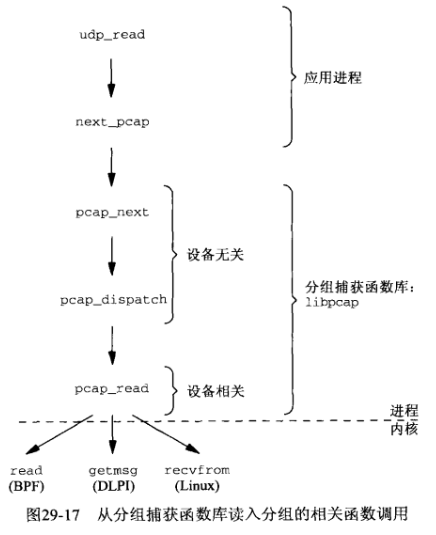 udp_read
应用进程
next_pcap
pcap_next
设备无关
pcap_dispatch
分组捕获函数库：
libpcap
pcap_read
设备相关
进程
内核
read
(BPF)
getmsg
(DLPI)
recvfrom
(Linux)
图29-17 从分组捕获函数库读入分组的相关函数调用